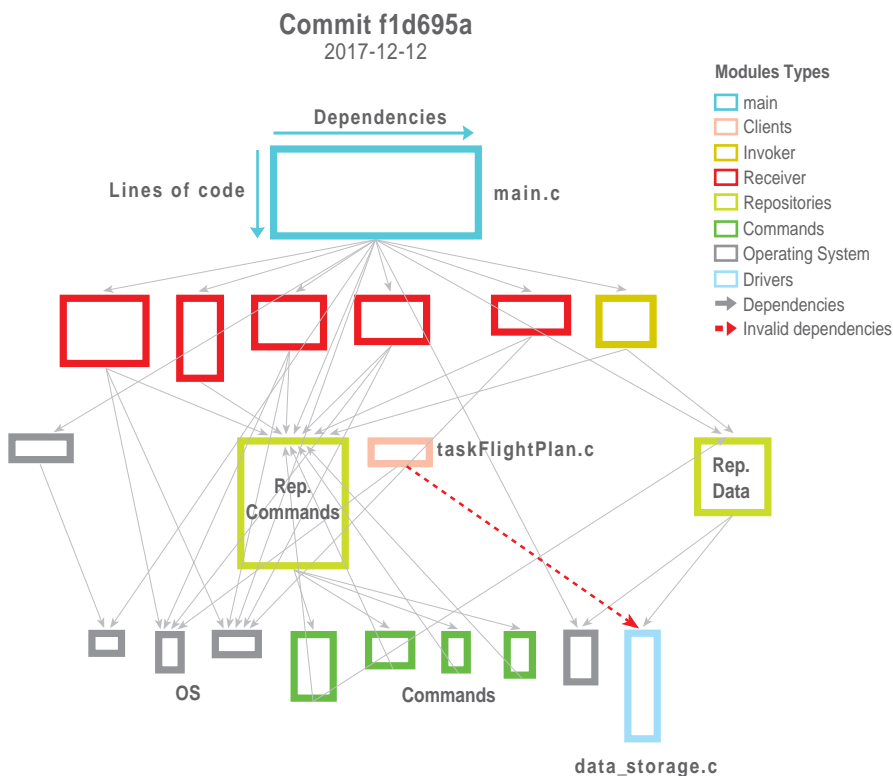 Commit f1d695a
2017-12-12
Modules Types
main
Clients
Invoker
Receiver
Repositories
Commands
Operating System
Drivers
Dependencies
Invalid dependencies
Dependencies
Lines of code
main.c
taskFlightPlan.c
Rep.
Commands
Rep.
Data
OS
Commands
data_storage.c